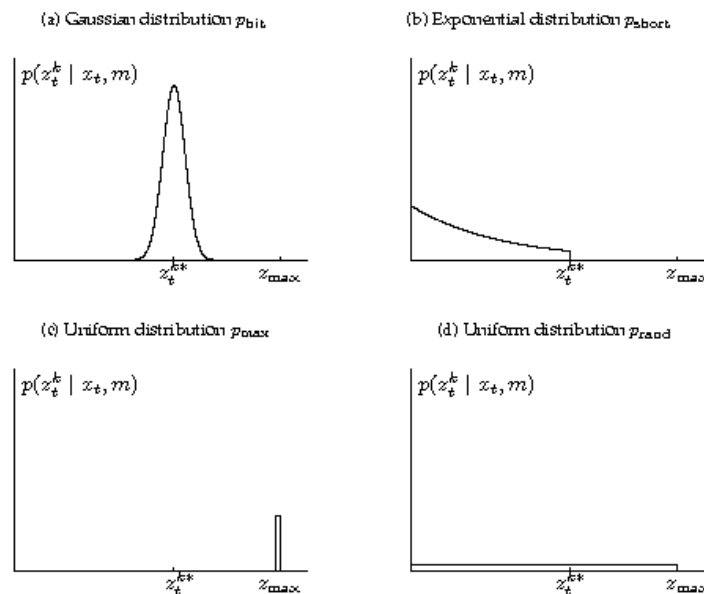 (a) Gaussian distribution p_hit
(b) Exponential distribution p_short
p(z_t^k | x_t, m)
p(z_t^k | x_t, m)
z_t^k* z_max
z_t^k* z_max
(c) Uniform distribution p_max
(d) Uniform distribution p_rand
p(z_t^k | x_t, m)
p(z_t^k | x_t, m)
z_t^k* z_max
z_t^k* z_max